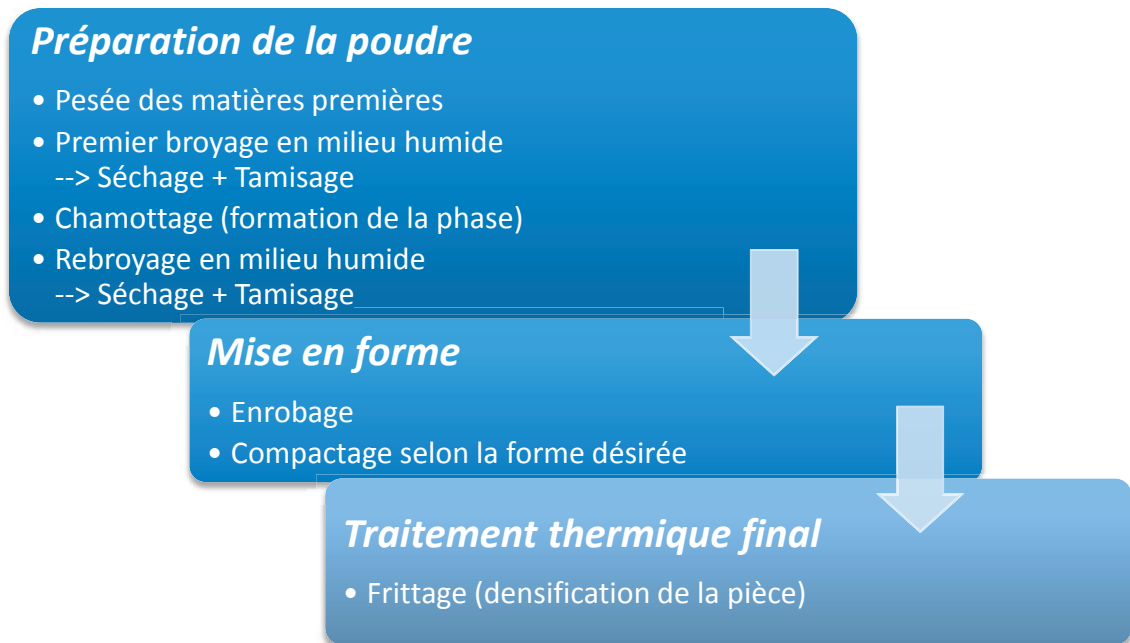 Préparation de la poudre
• Pesée des matières premières
• Premier broyage en milieu humide
--> Séchage + Tamisage
• Chamottage (formation de la phase)
• Rebroyage en milieu humide
--> Séchage + Tamisage
Mise en forme
• Enrobage
• Compactage selon la forme désirée
Traitement thermique final
• Frittage (densification de la pièce)